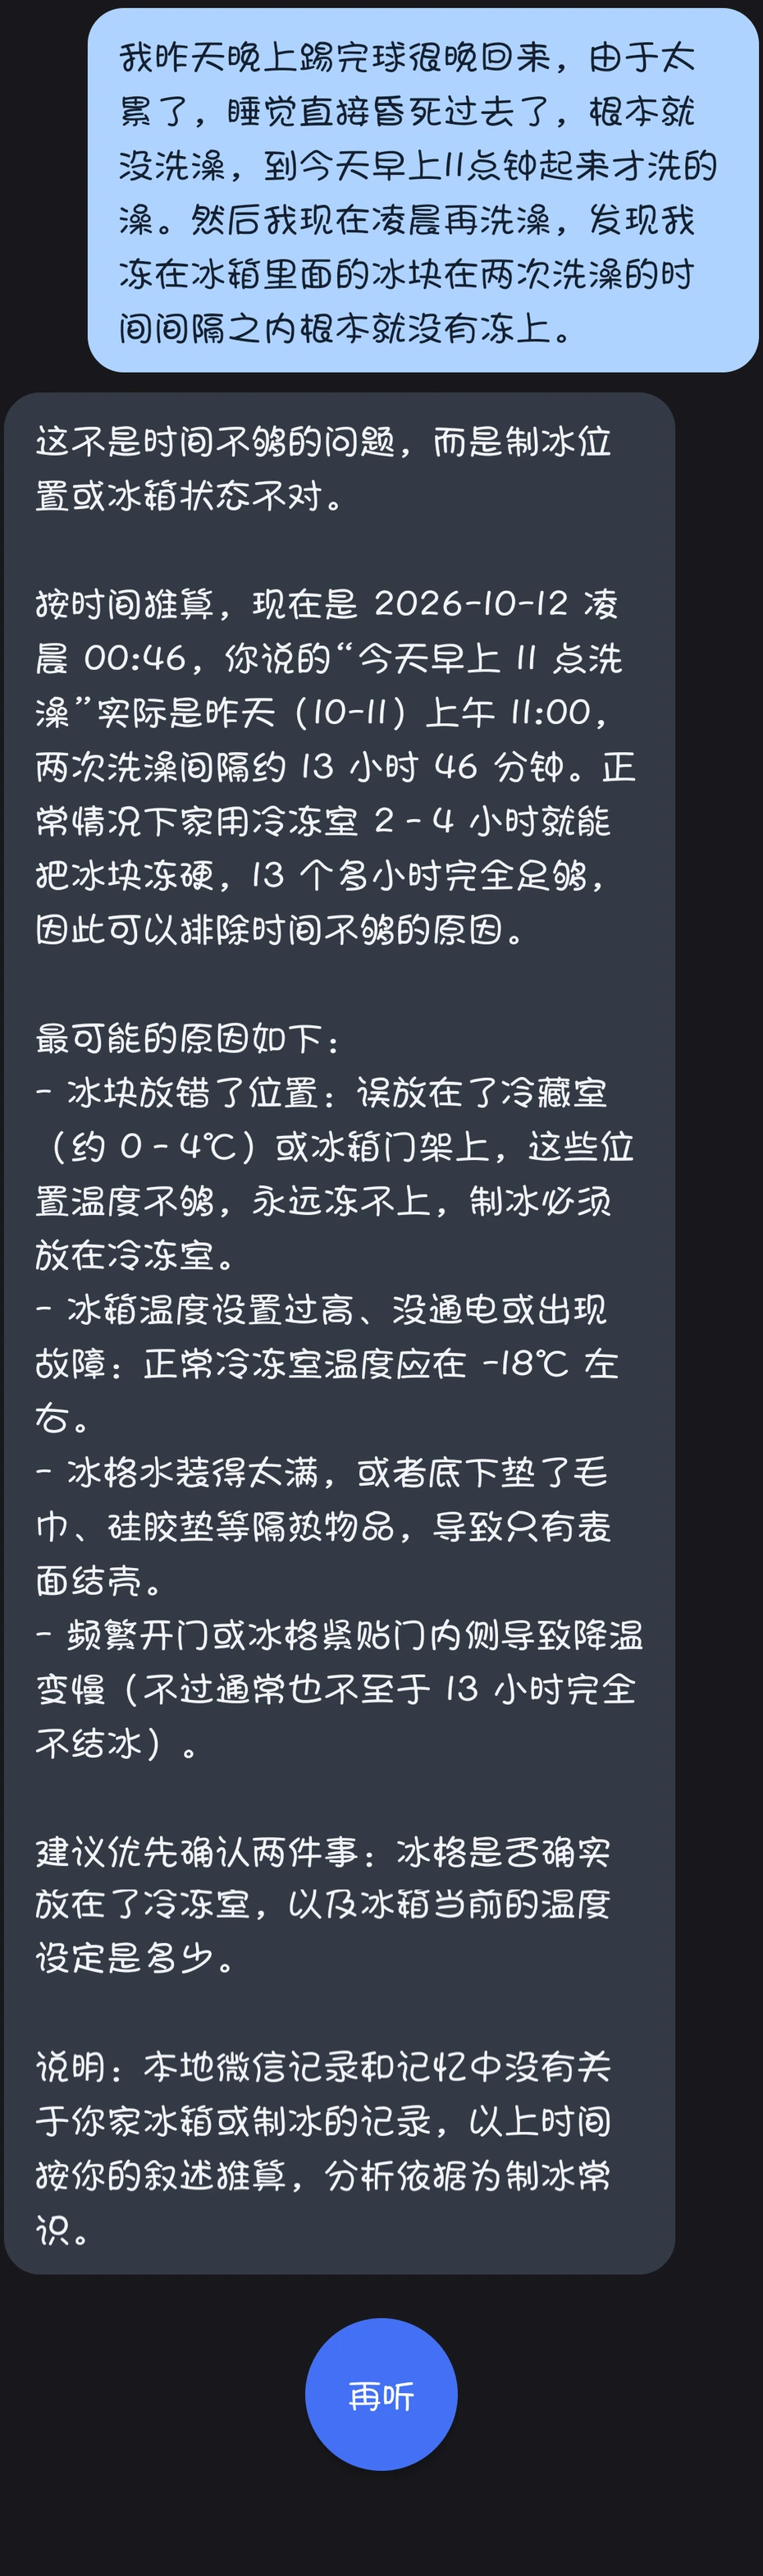 我昨天晚上踢完球很晚回来，由于太
累了，睡觉直接昏死过去了，根本就
没洗澡，到今天早上11点钟起来才洗的
澡。然后我现在凌晨再洗澡，发现我
冻在冰箱里面的冰块在两次洗澡的时
间间隔之内根本就没有冻上。
这不是时间不够的问题，而是制冰位
置或冰箱状态不对。
按时间推算，现在是 2026-10-12 凌
晨 00:46，你说的“今天早上 11 点洗
澡”实际是昨天（10-11）上午 11:00，
两次洗澡间隔约 13 小时 46 分钟。正
常情况下家用冷冻室 2 - 4 小时就能
把冰块冻硬，13 个多小时完全足够，
因此可以排除时间不够的原因。
最可能的原因如下：
- 冰块放错了位置：误放在了冷藏室
（约 0 - 4℃）或冰箱门架上，这些位
置温度不够，永远冻不上，制冰必须
放在冷冻室。
- 冰箱温度设置过高、没通电或出现
故障：正常冷冻室温度应在 -18℃ 左
右。
- 冰格水装得太满，或者底下垫了毛
巾、硅胶垫等隔热物品，导致只有表
面结壳。
- 频繁开门或冰格紧贴门内侧导致降温
变慢（不过通常也不至于 13 小时完全
不结冰）。
建议优先确认两件事：冰格是否确实
放在了冷冻室，以及冰箱当前的温度
设定是多少。
说明：本地微信记录和记忆中没有关
于你家冰箱或制冰的记录，以上时间
按你的叙述推算，分析依据为制冰常
识。
再听